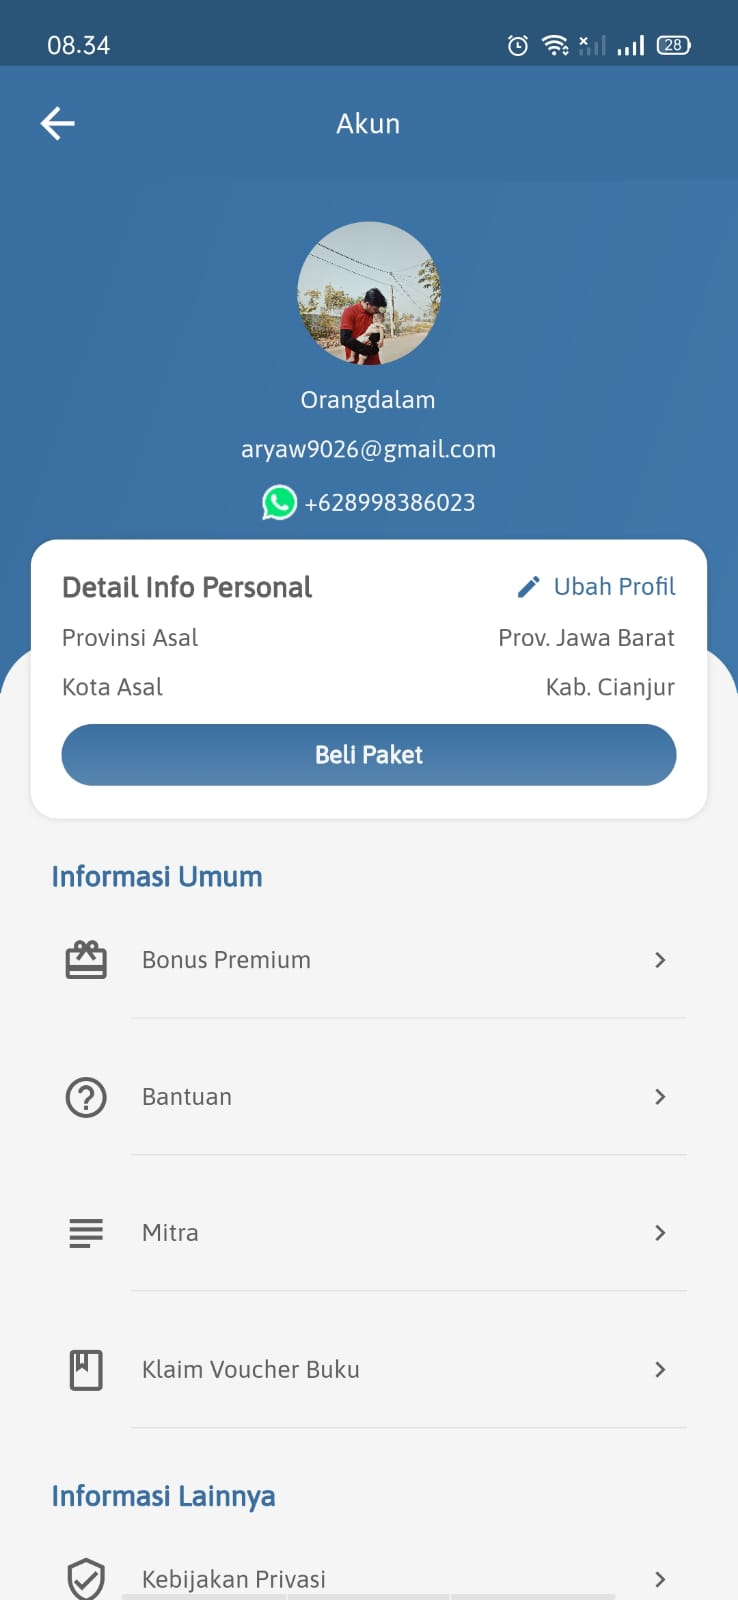 08.34
28
Akun
Orangdalam
aryaw9026@gmail.com
+628998386023
Detail Info Personal
Ubah Profil
Provinsi Asal
Prov. Jawa Barat
Kota Asal
Kab. Cianjur
Beli Paket
Informasi Umum
Bonus Premium
Bantuan
Mitra
Klaim Voucher Buku
Informasi Lainnya
Kebijakan Privasi